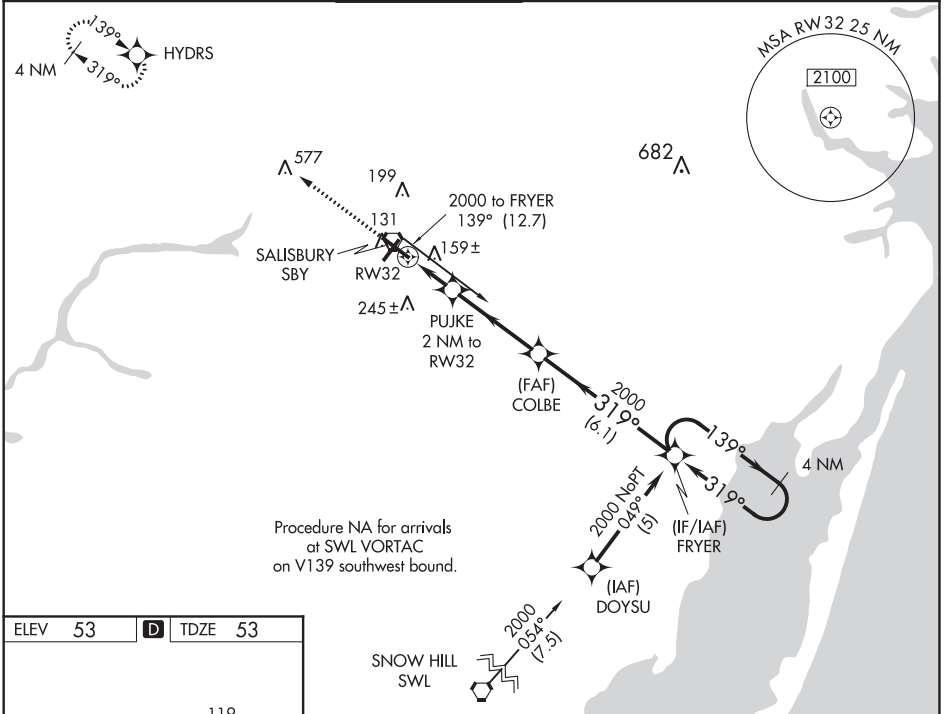 139°
HYDRS
4 NM
319°
MSA RW32 25 NM
2100
577
682
199
2000 to FRYER
139° (12.7)
131
159±
SALISBURY
SBY
RW32
245±
PUJKE
2 NM to
RW32
(FAF)
COLBE
2000
319°
(6.1)
139°
4 NM
319°
2000 NoPT
049°
(5)
(IF/IAF)
FRYER
Procedure NA for arrivals
at SWL VORTAC
on V139 southwest bound.
(IAF)
DOYSU
2000
054°
(7.5)
SNOW HILL
SWL
ELEV 53 D TDZE 53